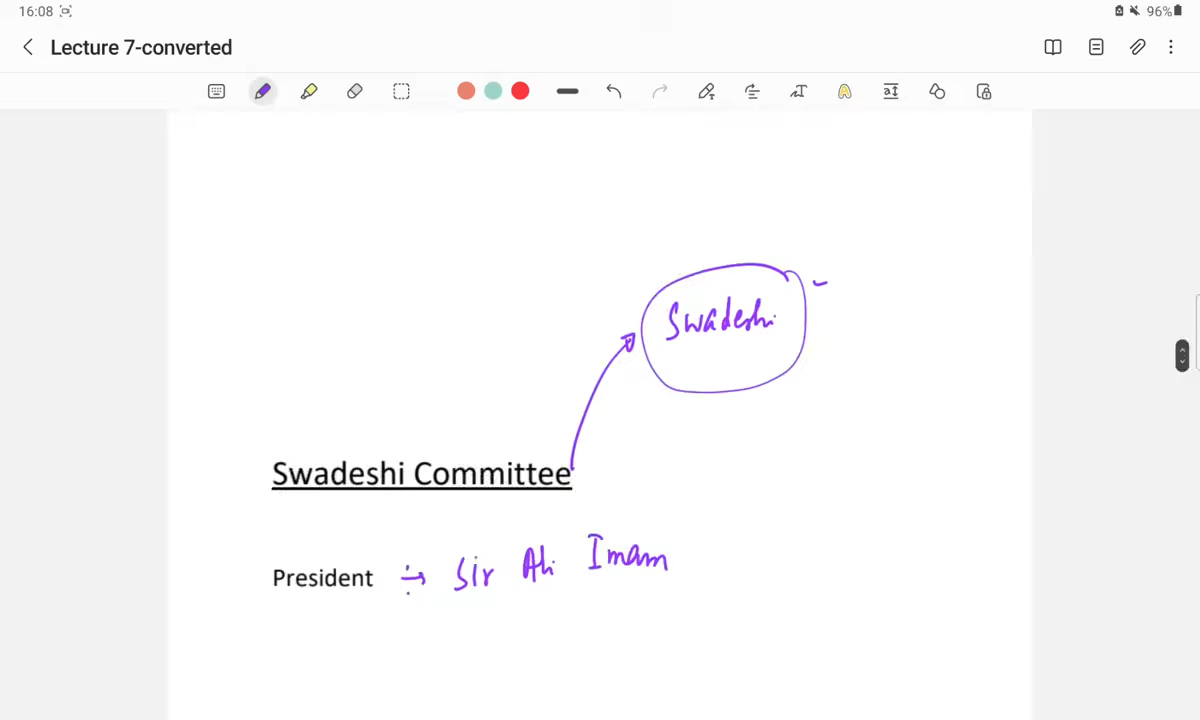 16:08 96%
Lecture 7-converted
Swadeshi
Swadeshi Committee
President → Sir Ali Imam